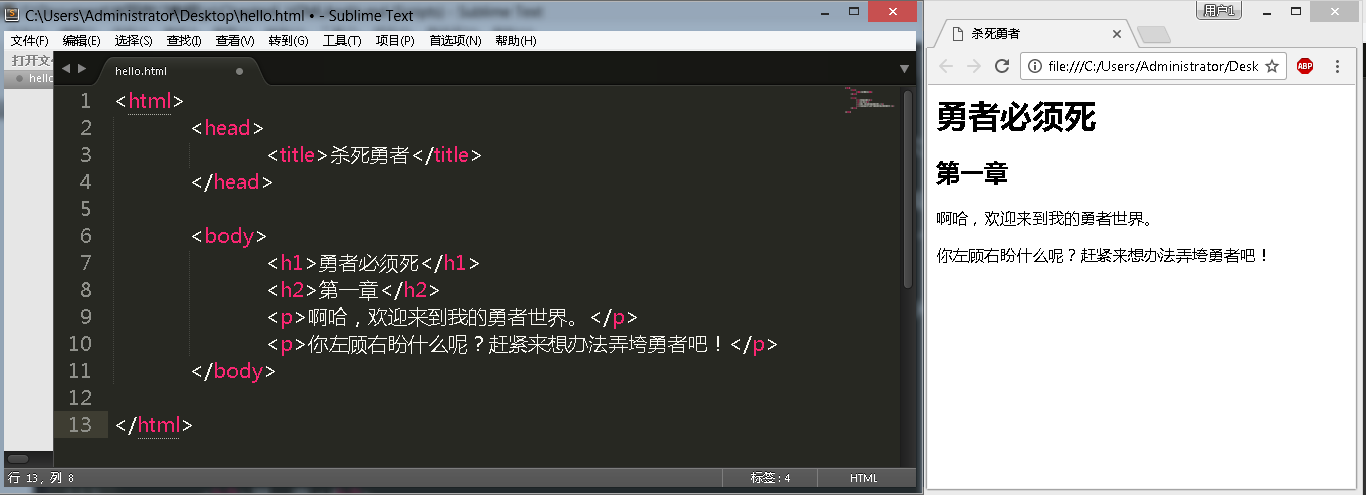 C:\Users\Administrator\Desktop\hello.html • - Sublime Text
文件(F) 编辑(E) 选择(S) 查找(I) 查看(V) 转到(G) 工具(T) 项目(P) 首选项(N) 帮助(H)
打开文
hello
hello.html
1 <html>
2 <head>
3 <title>杀死勇者</title>
4 </head>
5
6 <body>
7 <h1>勇者必须死</h1>
8 <h2>第一章</h2>
9 <p>啊哈，欢迎来到我的勇者世界。</p>
10 <p>你左顾右盼什么呢？赶紧来想办法弄垮勇者吧！</p>
11 </body>
12
13 </html>
行 13, 列 8 标签：4 HTML
用户1
杀死勇者
file:///C:/Users/Administrator/Desk
ABP
勇者必须死
第一章
啊哈，欢迎来到我的勇者世界。
你左顾右盼什么呢？赶紧来想办法弄垮勇者吧！